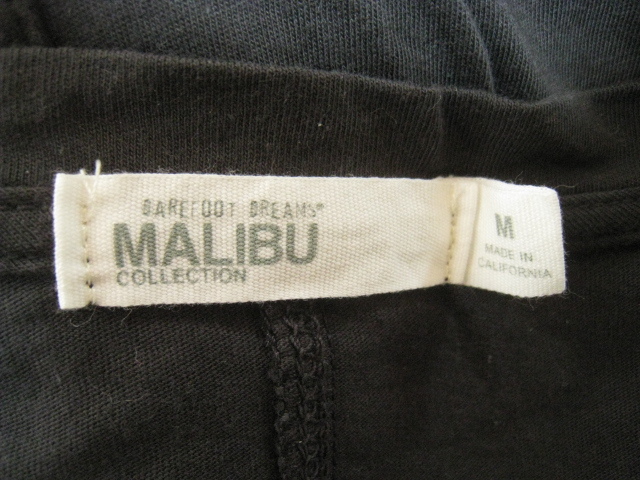 BAREFOOT DREAMS®
MALIBU
COLLECTION
M
MADE IN
CALIFORNIA